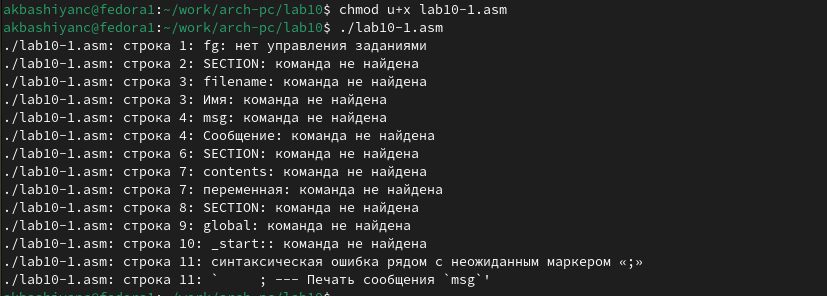 akbashiyanc@fedora1:~/work/arch-pc/lab10$ chmod u+x lab10-1.asm
akbashiyanc@fedora1:~/work/arch-pc/lab10$ ./lab10-1.asm
./lab10-1.asm: строка 1: fg: нет управления заданиями
./lab10-1.asm: строка 2: SECTION: команда не найдена
./lab10-1.asm: строка 3: filename: команда не найдена
./lab10-1.asm: строка 3: Имя: команда не найдена
./lab10-1.asm: строка 4: msg: команда не найдена
./lab10-1.asm: строка 4: Сообщение: команда не найдена
./lab10-1.asm: строка 6: SECTION: команда не найдена
./lab10-1.asm: строка 7: contents: команда не найдена
./lab10-1.asm: строка 7: переменная: команда не найдена
./lab10-1.asm: строка 8: SECTION: команда не найдена
./lab10-1.asm: строка 9: global: команда не найдена
./lab10-1.asm: строка 10: _start:: команда не найдена
./lab10-1.asm: строка 11: синтаксическая ошибка рядом с неожиданным маркером «;»
./lab10-1.asm: строка 11: `    ; --- Печать сообщения `msg`'
akbashiyanc@fedora1:~/work/arch-pc/lab10$